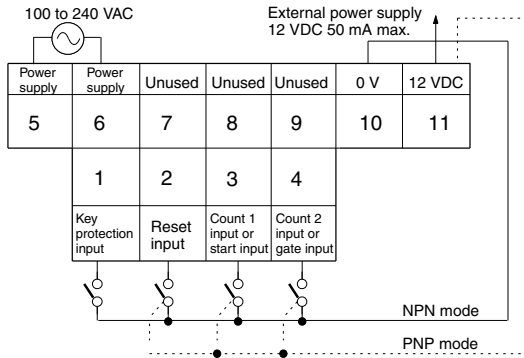 100 to 240 VAC
External power supply
12 VDC 50 mA max.
Power supply
Power supply
Unused
Unused
Unused
0 V
12 VDC
5
6
7
8
9
10
11
1
2
3
4
Key protection input
Reset input
Count 1 input or start input
Count 2 input or gate input
NPN mode
PNP mode